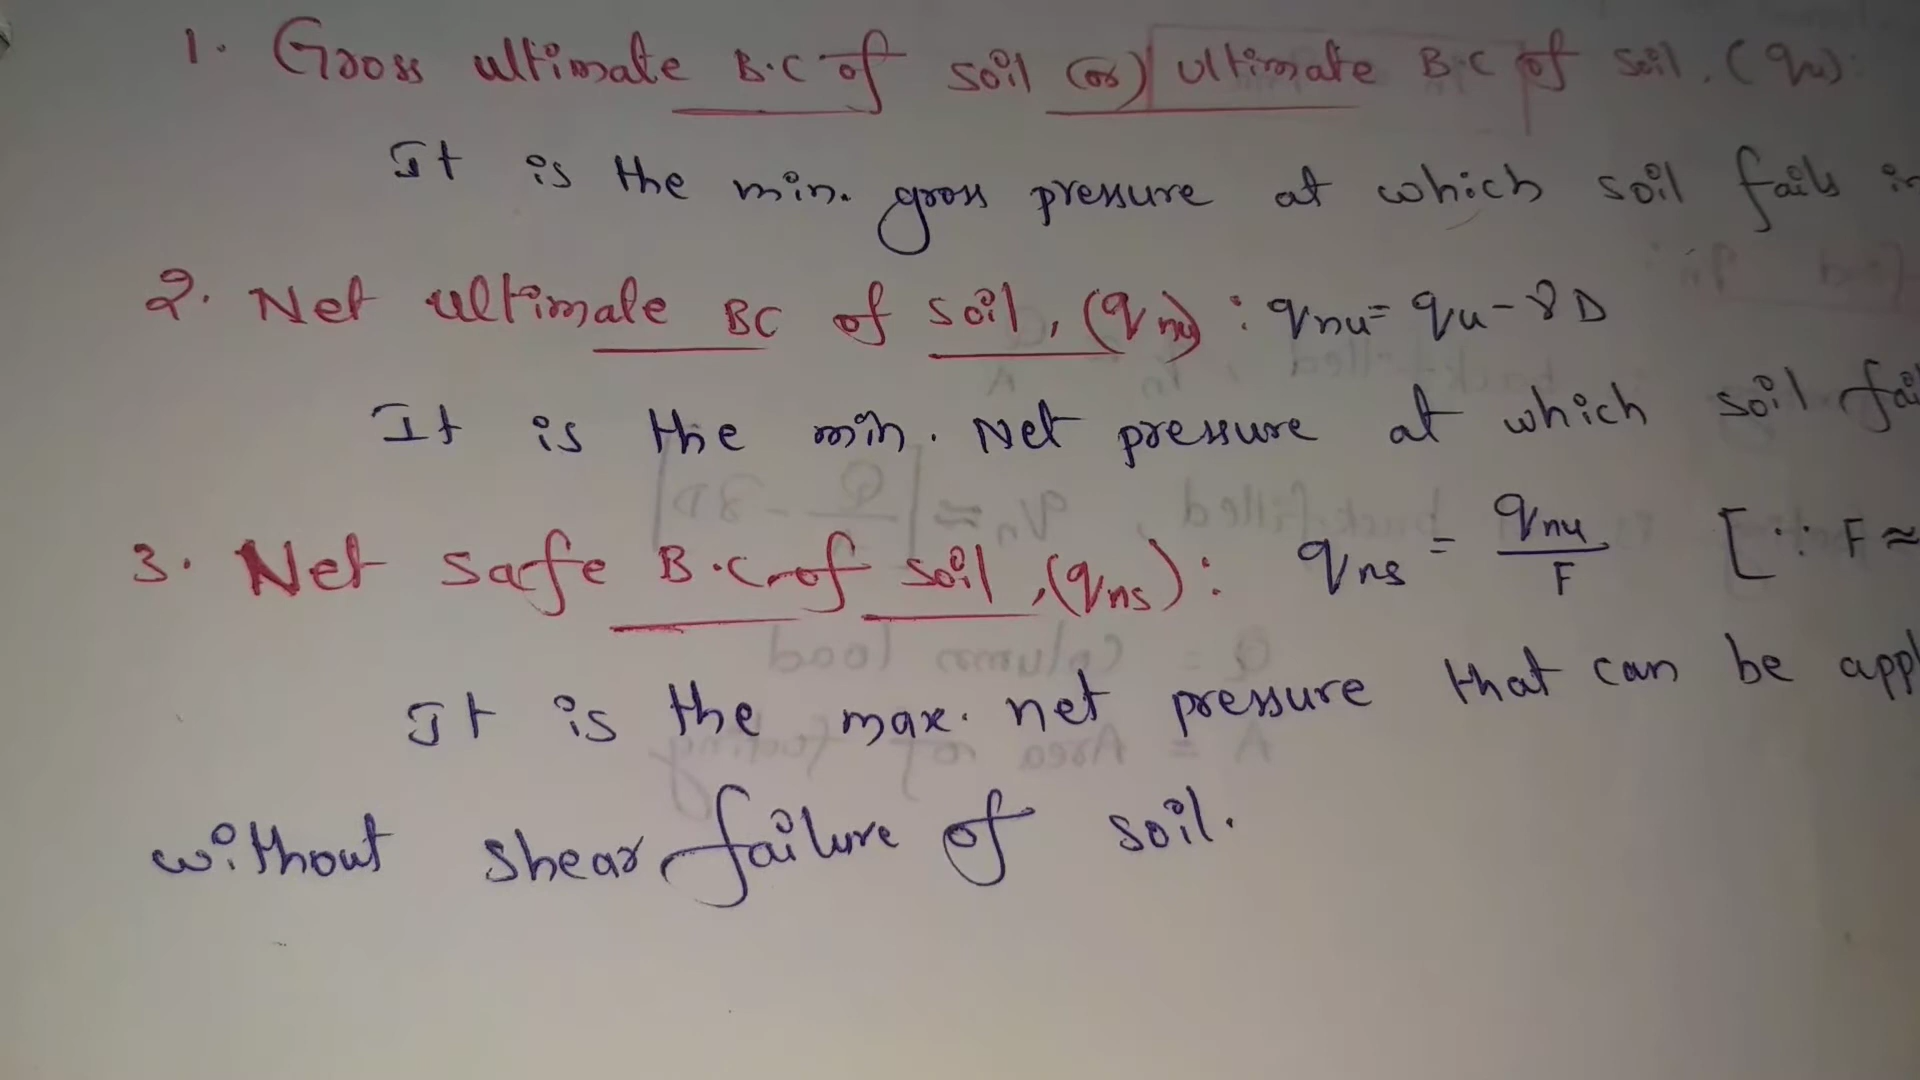 1. Gross ultimate B.C of soil (or) ultimate B.C of soil, (qu):
It is the min. gross pressure at which soil fails in
2. Net ultimate BC of soil, (qnu) : qnu = qu - γD
It is the min. Net pressure at which soil fai
3. Net safe B.C of soil, (qns) : qns = qnu / F [∵ F ≈
It is the max. net pressure that can be appl
without shear failure of soil.